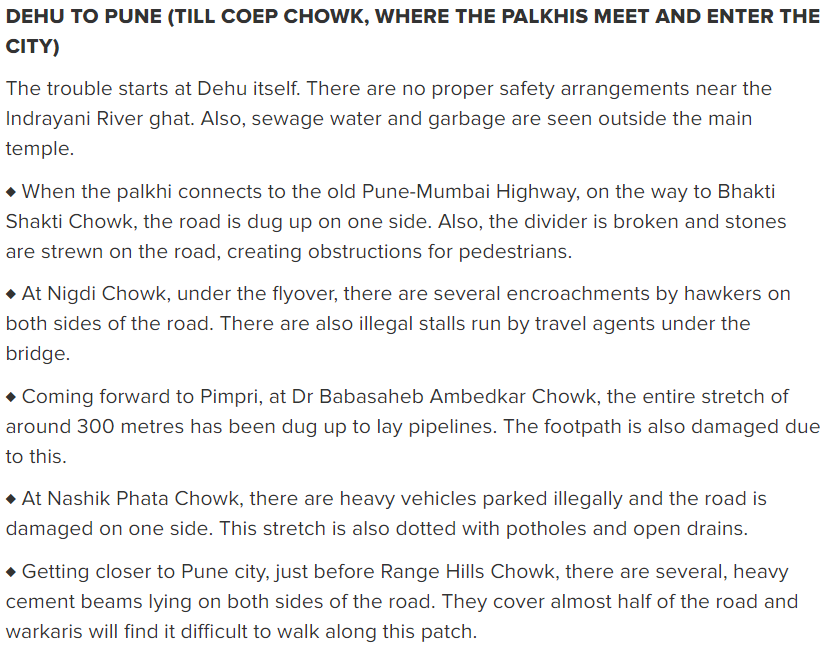 DEHU TO PUNE (TILL COEP CHOWK, WHERE THE PALKHIS MEET AND ENTER THE
CITY)
The trouble starts at Dehu itself. There are no proper safety arrangements near the
Indrayani River ghat. Also, sewage water and garbage are seen outside the main
temple.
◆ When the palkhi connects to the old Pune-Mumbai Highway, on the way to Bhakti
Shakti Chowk, the road is dug up on one side. Also, the divider is broken and stones
are strewn on the road, creating obstructions for pedestrians.
◆ At Nigdi Chowk, under the flyover, there are several encroachments by hawkers on
both sides of the road. There are also illegal stalls run by travel agents under the
bridge.
◆ Coming forward to Pimpri, at Dr Babasaheb Ambedkar Chowk, the entire stretch of
around 300 metres has been dug up to lay pipelines. The footpath is also damaged due
to this.
◆ At Nashik Phata Chowk, there are heavy vehicles parked illegally and the road is
damaged on one side. This stretch is also dotted with potholes and open drains.
◆ Getting closer to Pune city, just before Range Hills Chowk, there are several, heavy
cement beams lying on both sides of the road. They cover almost half of the road and
warkaris will find it difficult to walk along this patch.